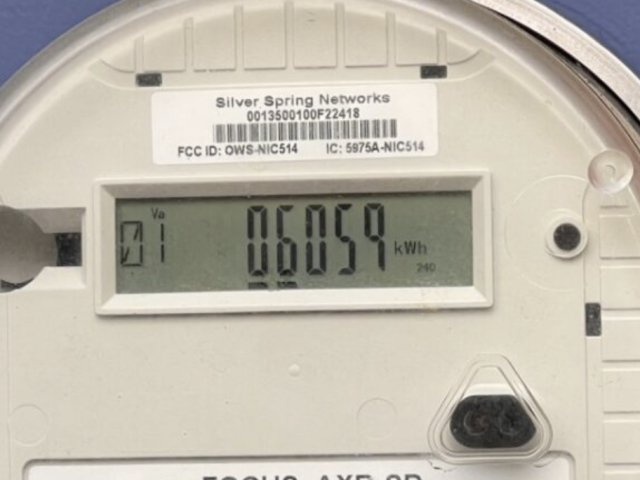 Silver Spring Networks
0013500100F22418
FCC ID: OWS-NIC514 IC: 5975A-NIC514
Va
01 06059 kWh
240